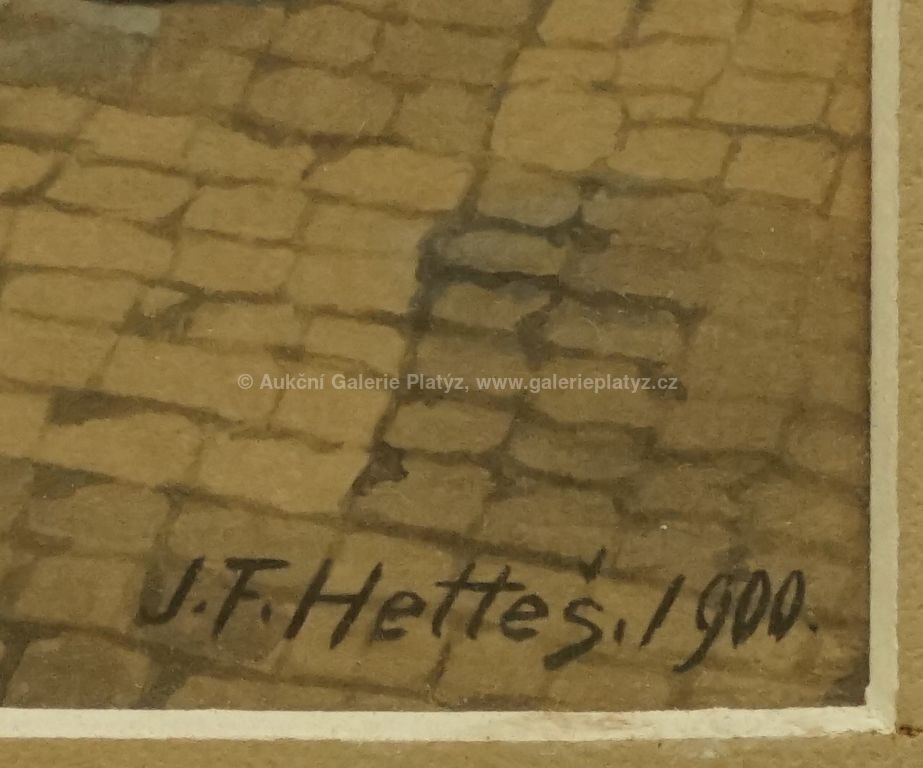 © Aukční Galerie Platýz, www.galerieplatyz.cz
J.F. Hetteš. 1900.